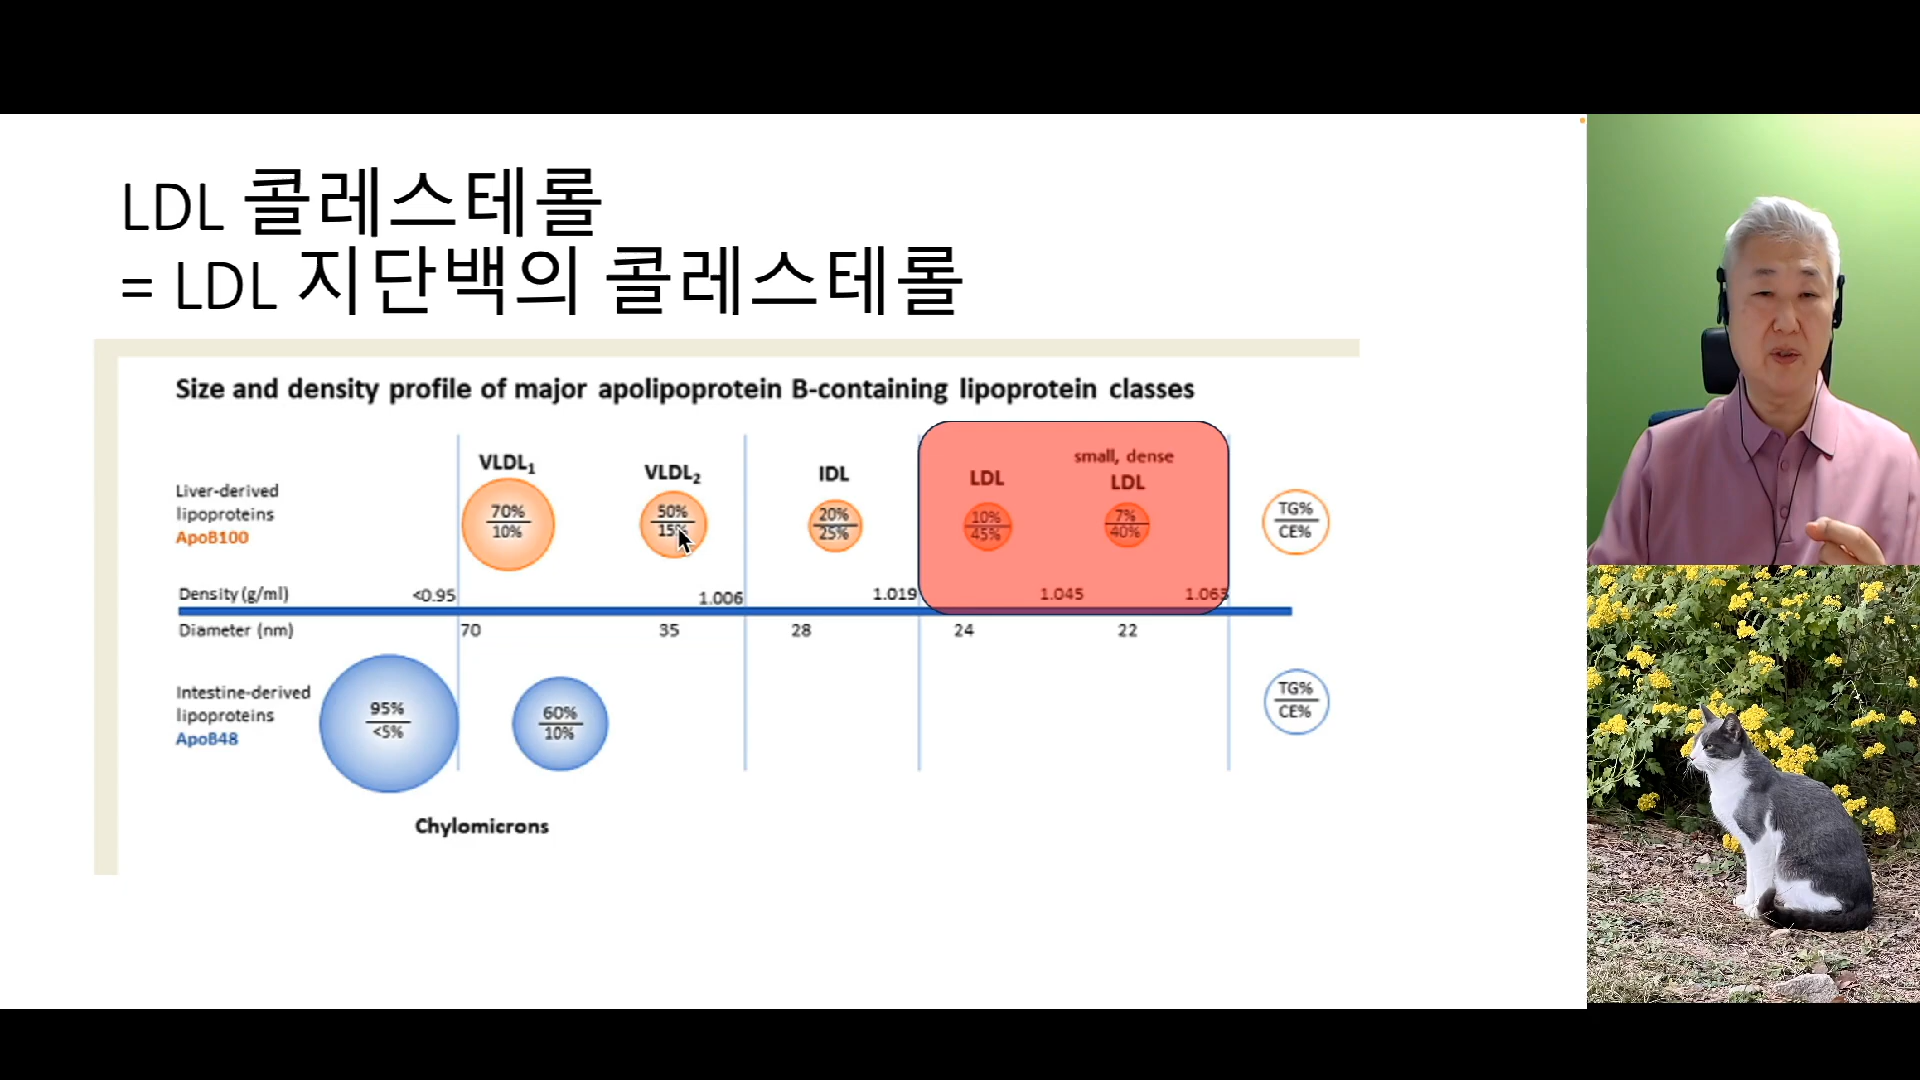 LDL 콜레스테롤
= LDL 지단백의 콜레스테롤
Size and density profile of major apolipoprotein B-containing lipoprotein classes
Liver-derived
lipoproteins
ApoB100
VLDL1
70%
10%
VLDL2
50%
15%
IDL
20%
25%
LDL
10%
45%
small, dense
LDL
7%
40%
TG%
CE%
Density (g/ml) <0.95 1.006 1.019 1.045 1.063
Diameter (nm) 70 35 28 24 22
Intestine-derived
lipoproteins
ApoB48
95%
<5%
60%
10%
TG%
CE%
Chylomicrons